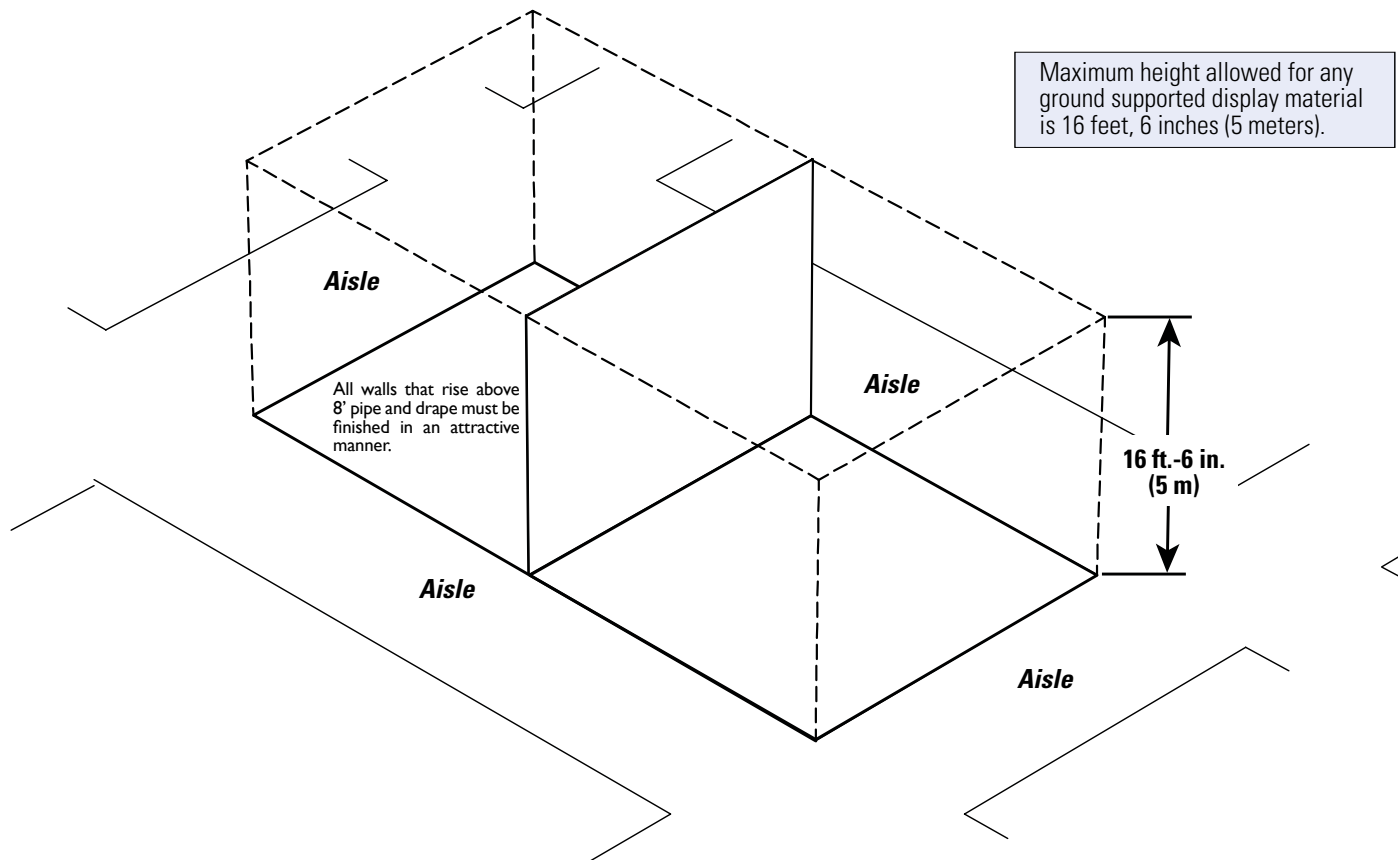 Maximum height allowed for any
ground supported display material
is 16 feet, 6 inches (5 meters).
Aisle
All walls that rise above
8’ pipe and drape must be
finished in an attractive
manner.
Aisle
16 ft.-6 in.
(5 m)
Aisle
Aisle